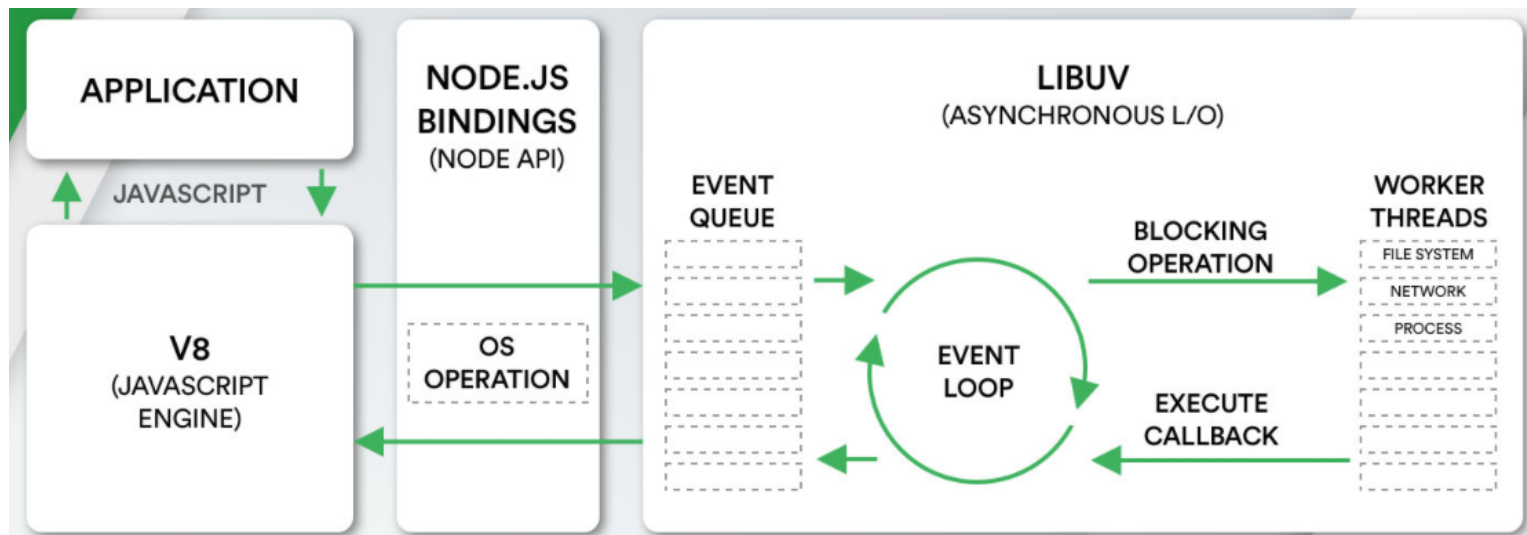 APPLICATION
JAVASCRIPT
V8
(JAVASCRIPT
ENGINE)
NODE.JS
BINDINGS
(NODE API)
OS
OPERATION
LIBUV
(ASYNCHRONOUS L/O)
EVENT
QUEUE
EVENT
LOOP
BLOCKING
OPERATION
EXECUTE
CALLBACK
WORKER
THREADS
FILE SYSTEM
NETWORK
PROCESS